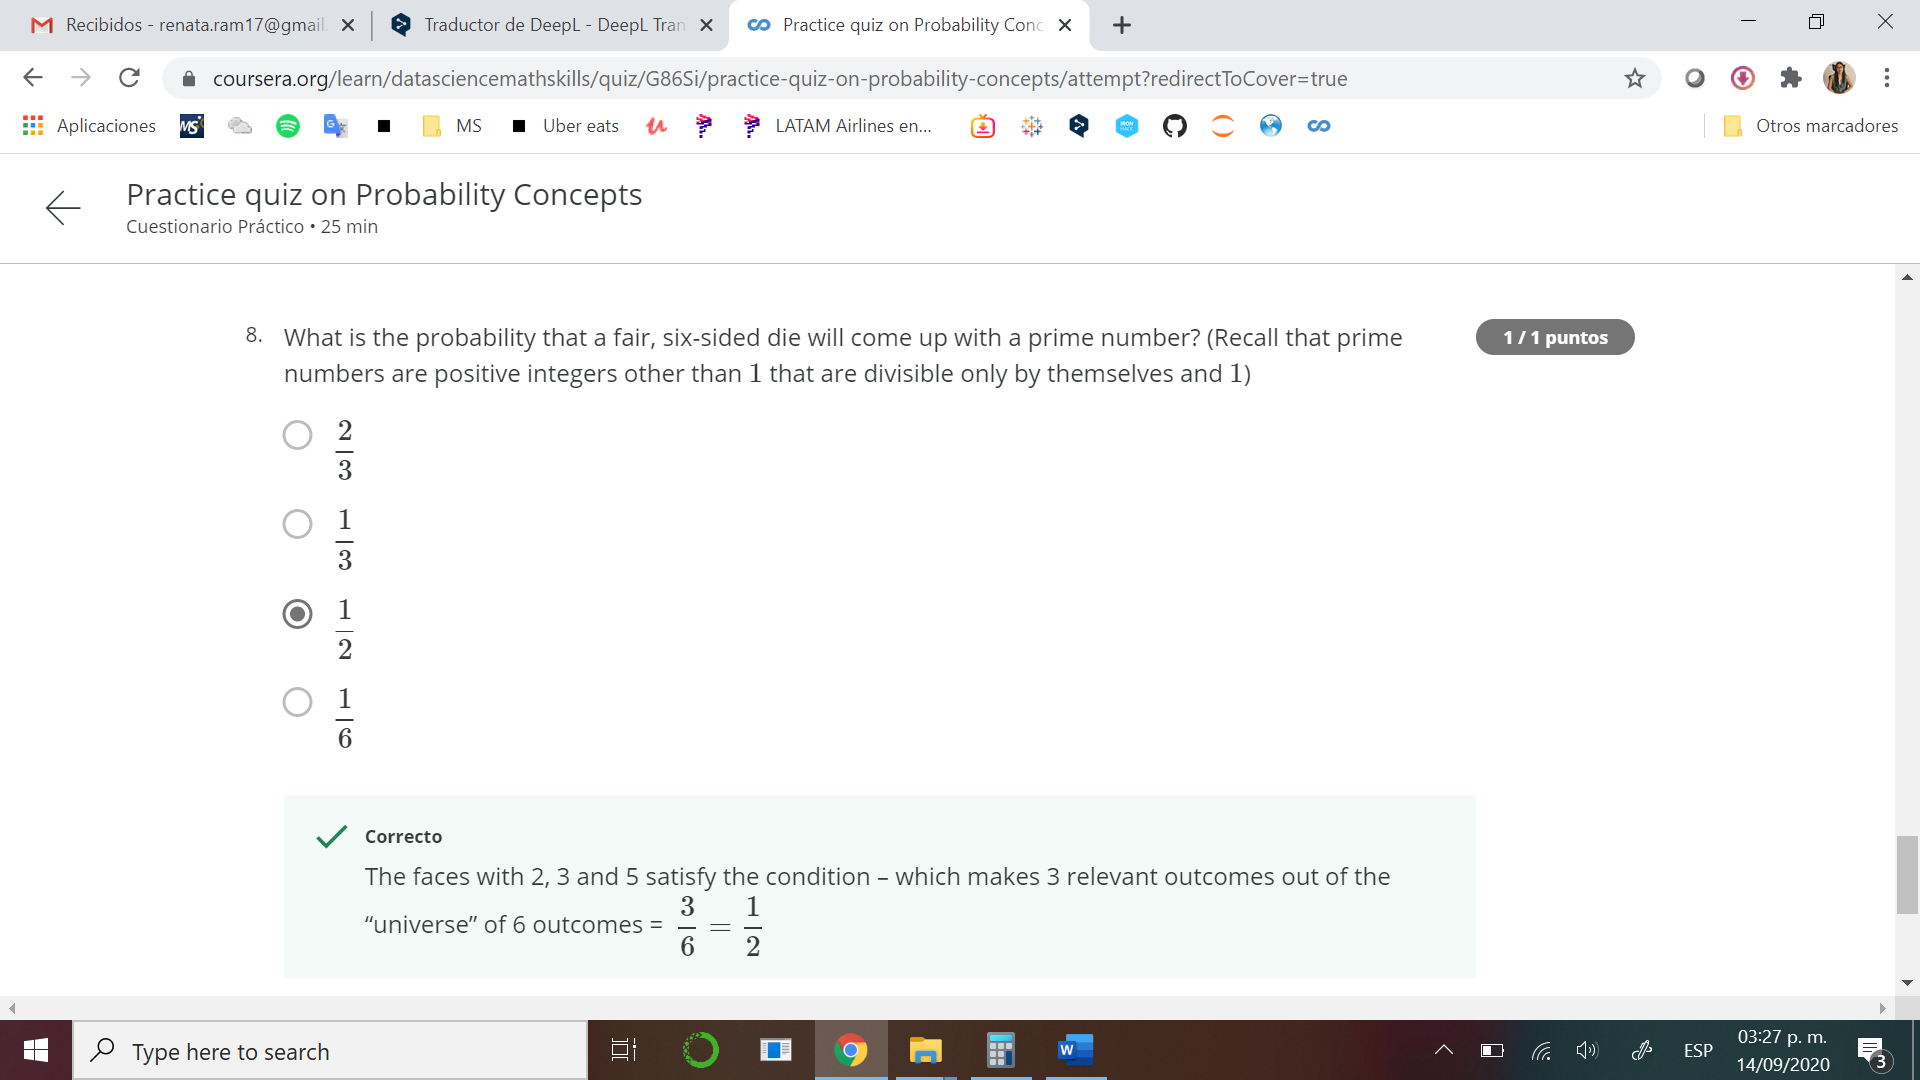 Recibidos - renata.ram17@gmail.
Traductor de DeepL - DeepL Tran
Practice quiz on Probability Conc
coursera.org/learn/datasciencemathskills/quiz/G86Si/practice-quiz-on-probability-concepts/attempt?redirectToCover=true
Aplicaciones
MS
MS
Uber eats
LATAM Airlines en...
Otros marcadores
Practice quiz on Probability Concepts
Cuestionario Práctico • 25 min
8. What is the probability that a fair, six-sided die will come up with a prime number? (Recall that prime
numbers are positive integers other than 1 that are divisible only by themselves and 1)
1 / 1 puntos
2
3
1
3
1
2
1
6
Correcto
The faces with 2, 3 and 5 satisfy the condition – which makes 3 relevant outcomes out of the
“universe” of 6 outcomes = 3/6 = 1/2
Type here to search
W
ESP
03:27 p. m.
14/09/2020
3